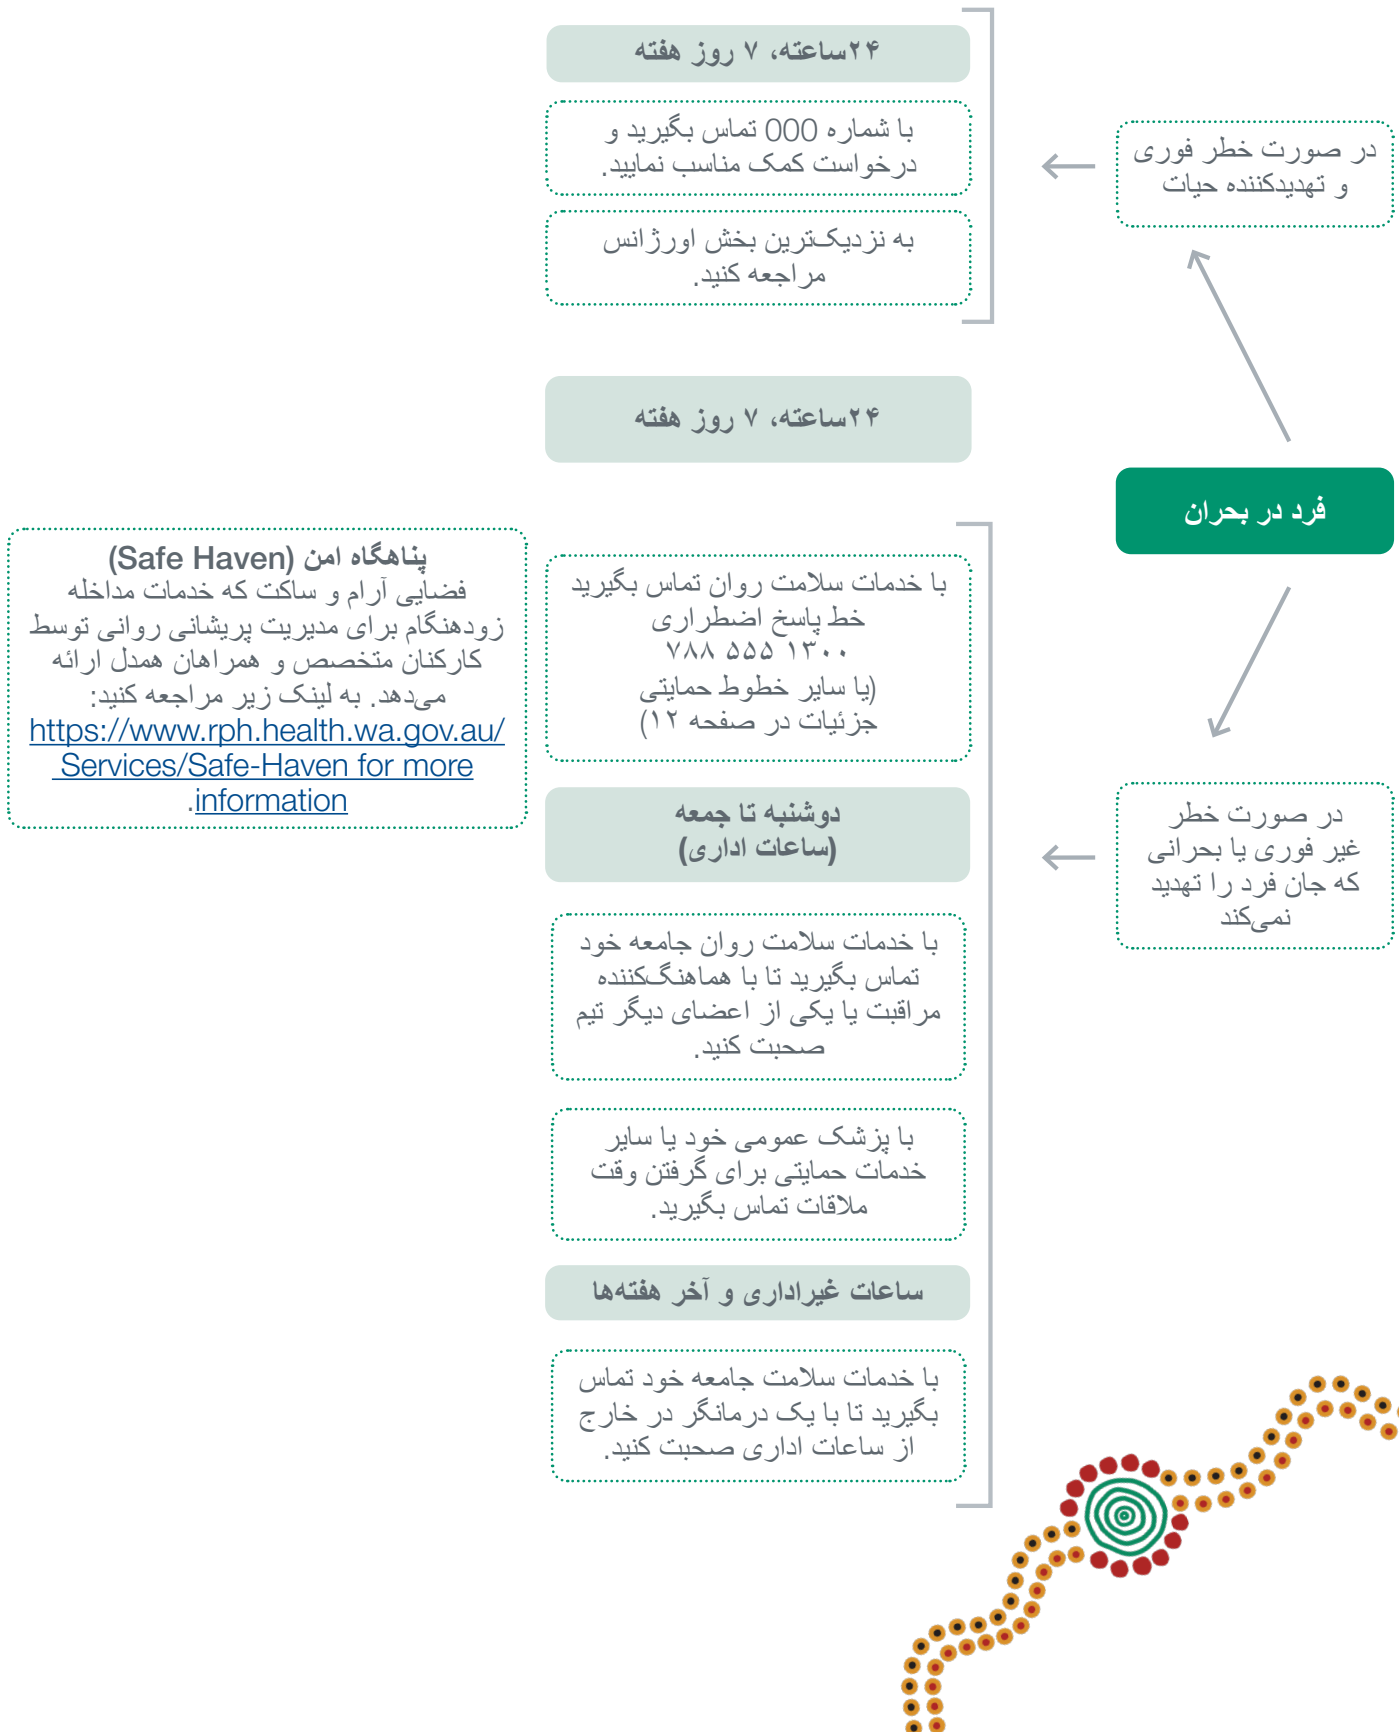 فرد در بحران
در صورت خطر فوری
و تهدیدکننده حیات
۲۴ساعته، ۷ روز هفته
با شماره 000 تماس بگیرید و
درخواست کمک مناسب نمایید.
به نزدیک‌ترین بخش اورژانس
مراجعه کنید.
در صورت خطر
غیر فوری یا بحرانی
که جان فرد را تهدید
نمی‌کند
۲۴ساعته، ۷ روز هفته
با خدمات سلامت روان تماس بگیرید
خط پاسخ اضطراری
۱۳۰۰ ۵۵۵ ۷۸۸
(یا سایر خطوط حمایتی
جزئیات در صفحه ۱۲)
دوشنبه تا جمعه
(ساعات اداری)
با خدمات سلامت روان جامعه خود
تماس بگیرید تا با هماهنگ‌کننده
مراقبت یا یکی از اعضای دیگر تیم
صحبت کنید.
با پزشک عمومی خود یا سایر
خدمات حمایتی برای گرفتن وقت
ملاقات تماس بگیرید.
ساعات غیراداری و آخر هفته‌ها
با خدمات سلامت جامعه خود تماس
بگیرید تا با یک درمانگر در خارج
از ساعات اداری صحبت کنید.
پناهگاه امن (Safe Haven)
فضایی آرام و ساکت که خدمات مداخله
زودهنگام برای مدیریت پریشانی روانی توسط
کارکنان متخصص و همراهان همدل ارائه
می‌دهد. به لینک زیر مراجعه کنید:
https://www.rph.health.wa.gov.au/
Services/Safe-Haven for more
information.